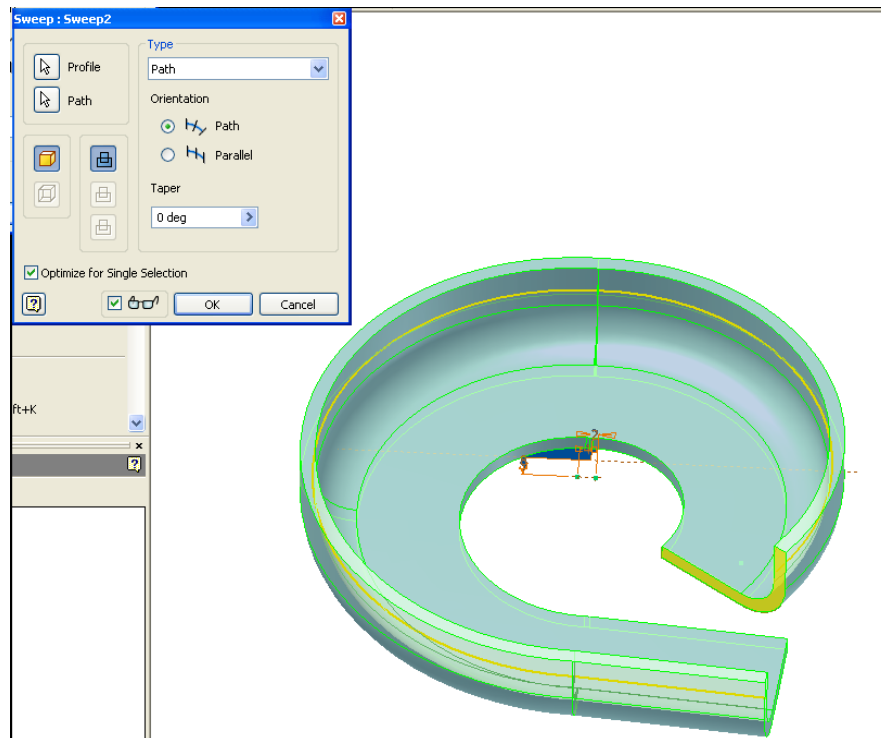 Sweep : Sweep2
Profile
Path
Type
Path
Orientation
Path
Parallel
Taper
0 deg
Optimize for Single Selection
OK
Cancel
ft+K